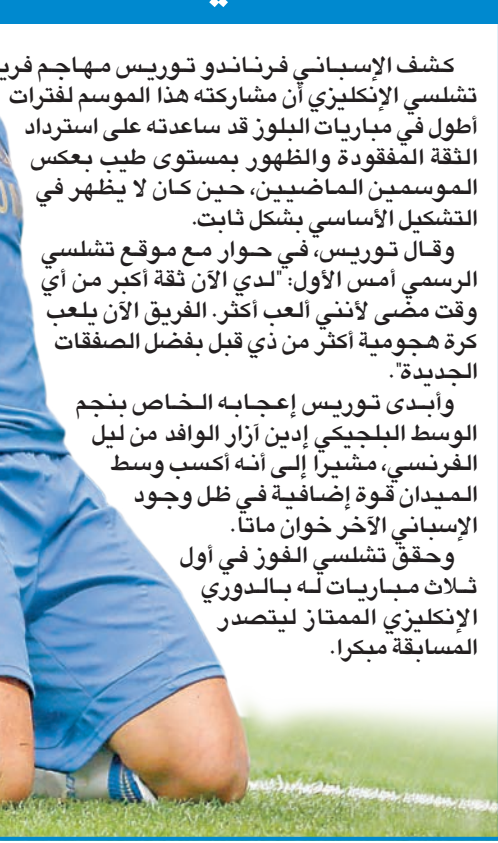 كشف الإسباني فرناندو توريس مهاجم
تشلسي الإنكليزي أن مشاركته هذا الموسم لفترات
أطول في مباريات البلوز قد ساعدته على استرداد
الثقة المفقودة والظهور بمستوى طيب بعكس
الموسمين الماضيين، حين كان لا يظهر في
التشكيل الأساسي بشكل ثابت.
وقال توريس، في حوار مع موقع تشلسي
الرسمي أمس الأول: "لدي الآن ثقة أكبر من أي
وقت مضى لأنني ألعب أكثر. الفريق الآن يلعب
كرة هجومية أكثر من ذي قبل بفضل الصفقات
الجديدة".
وأبدى توريس إعجابه الخاص بنجم
الوسط البلجيكي إدين آزار الوافد من ليل
الفرنسي، مشيرا إلى أنه أكسب وسط
الميدان قوة إضافية في ظل وجود
الإسباني الآخر خوان ماتا.
وحقق تشلسي الفوز في أول
ثلاث مباريات له بالدوري
الإنكليزي الممتاز ليتصدر
المسابقة مبكرا.